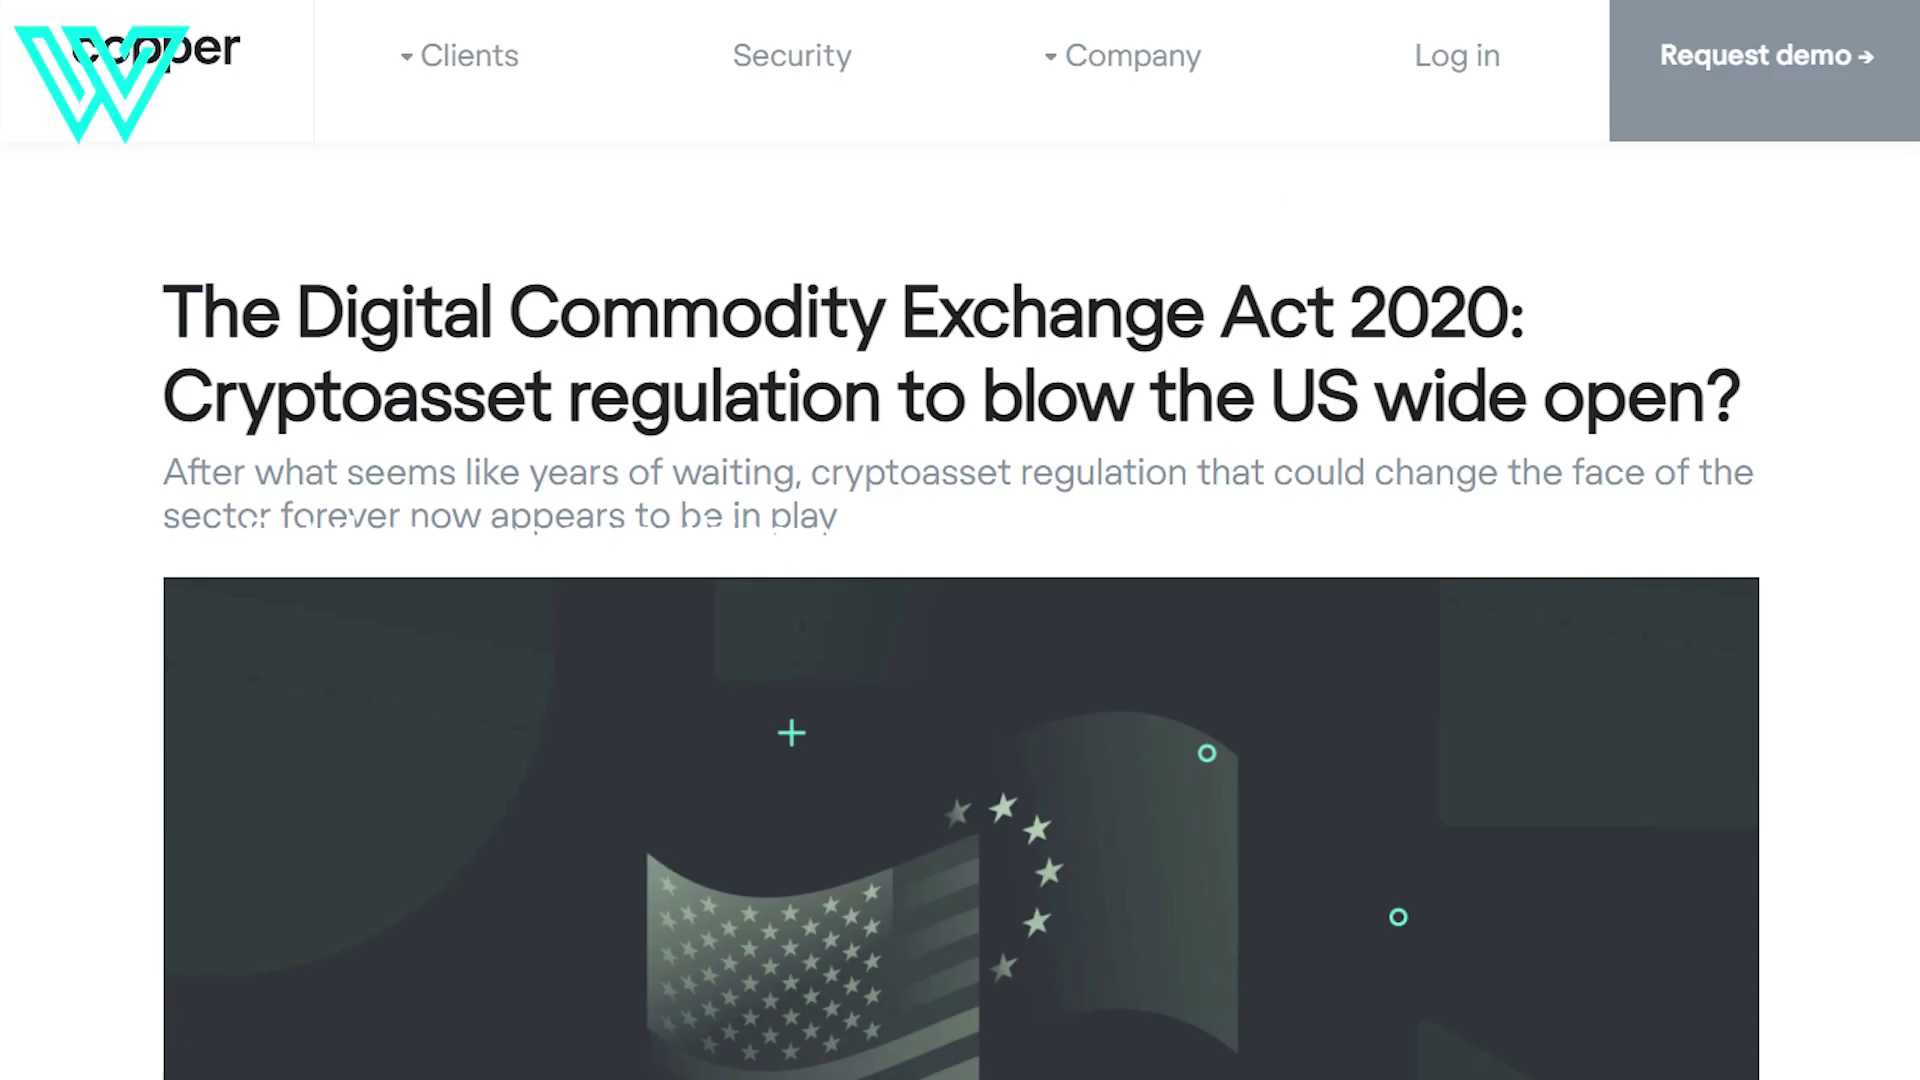 copper
Clients
Security
Company
Log in
Request demo →
The Digital Commodity Exchange Act 2020:
Cryptoasset regulation to blow the US wide open?
After what seems like years of waiting, cryptoasset regulation that could change the face of the
sector forever now appears to be in play